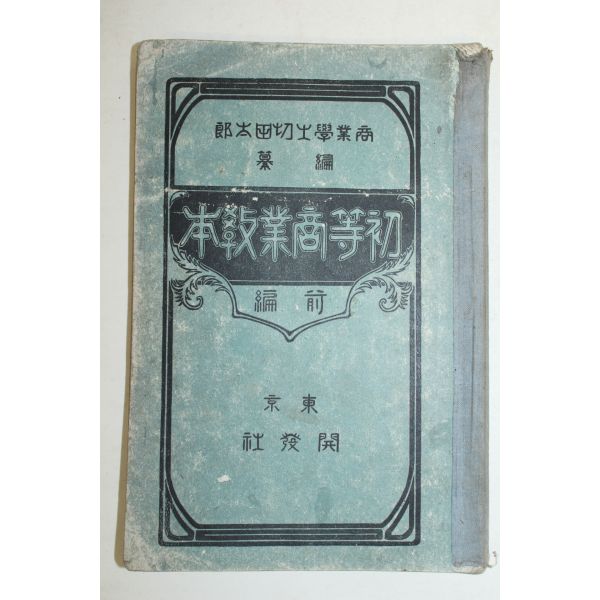 商業學士切田太郎
編纂
初等商業敎本
前編
東京
開發社